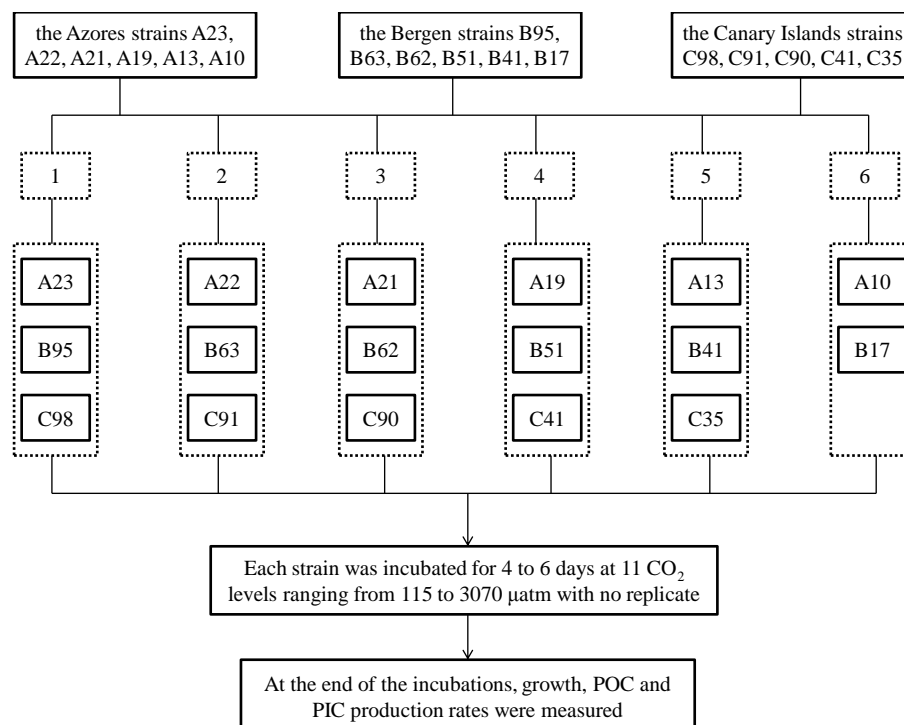 the Azores strains A23,
A22, A21, A19, A13, A10
the Bergen strains B95,
B63, B62, B51, B41, B17
the Canary Islands strains
C98, C91, C90, C41, C35
1
2
3
4
5
6
A23
A22
A21
A19
A13
A10
B95
B63
B62
B51
B41
B17
C98
C91
C90
C41
C35
Each strain was incubated for 4 to 6 days at 11 CO₂
levels ranging from 115 to 3070 μatm with no replicate
At the end of the incubations, growth, POC and
PIC production rates were measured